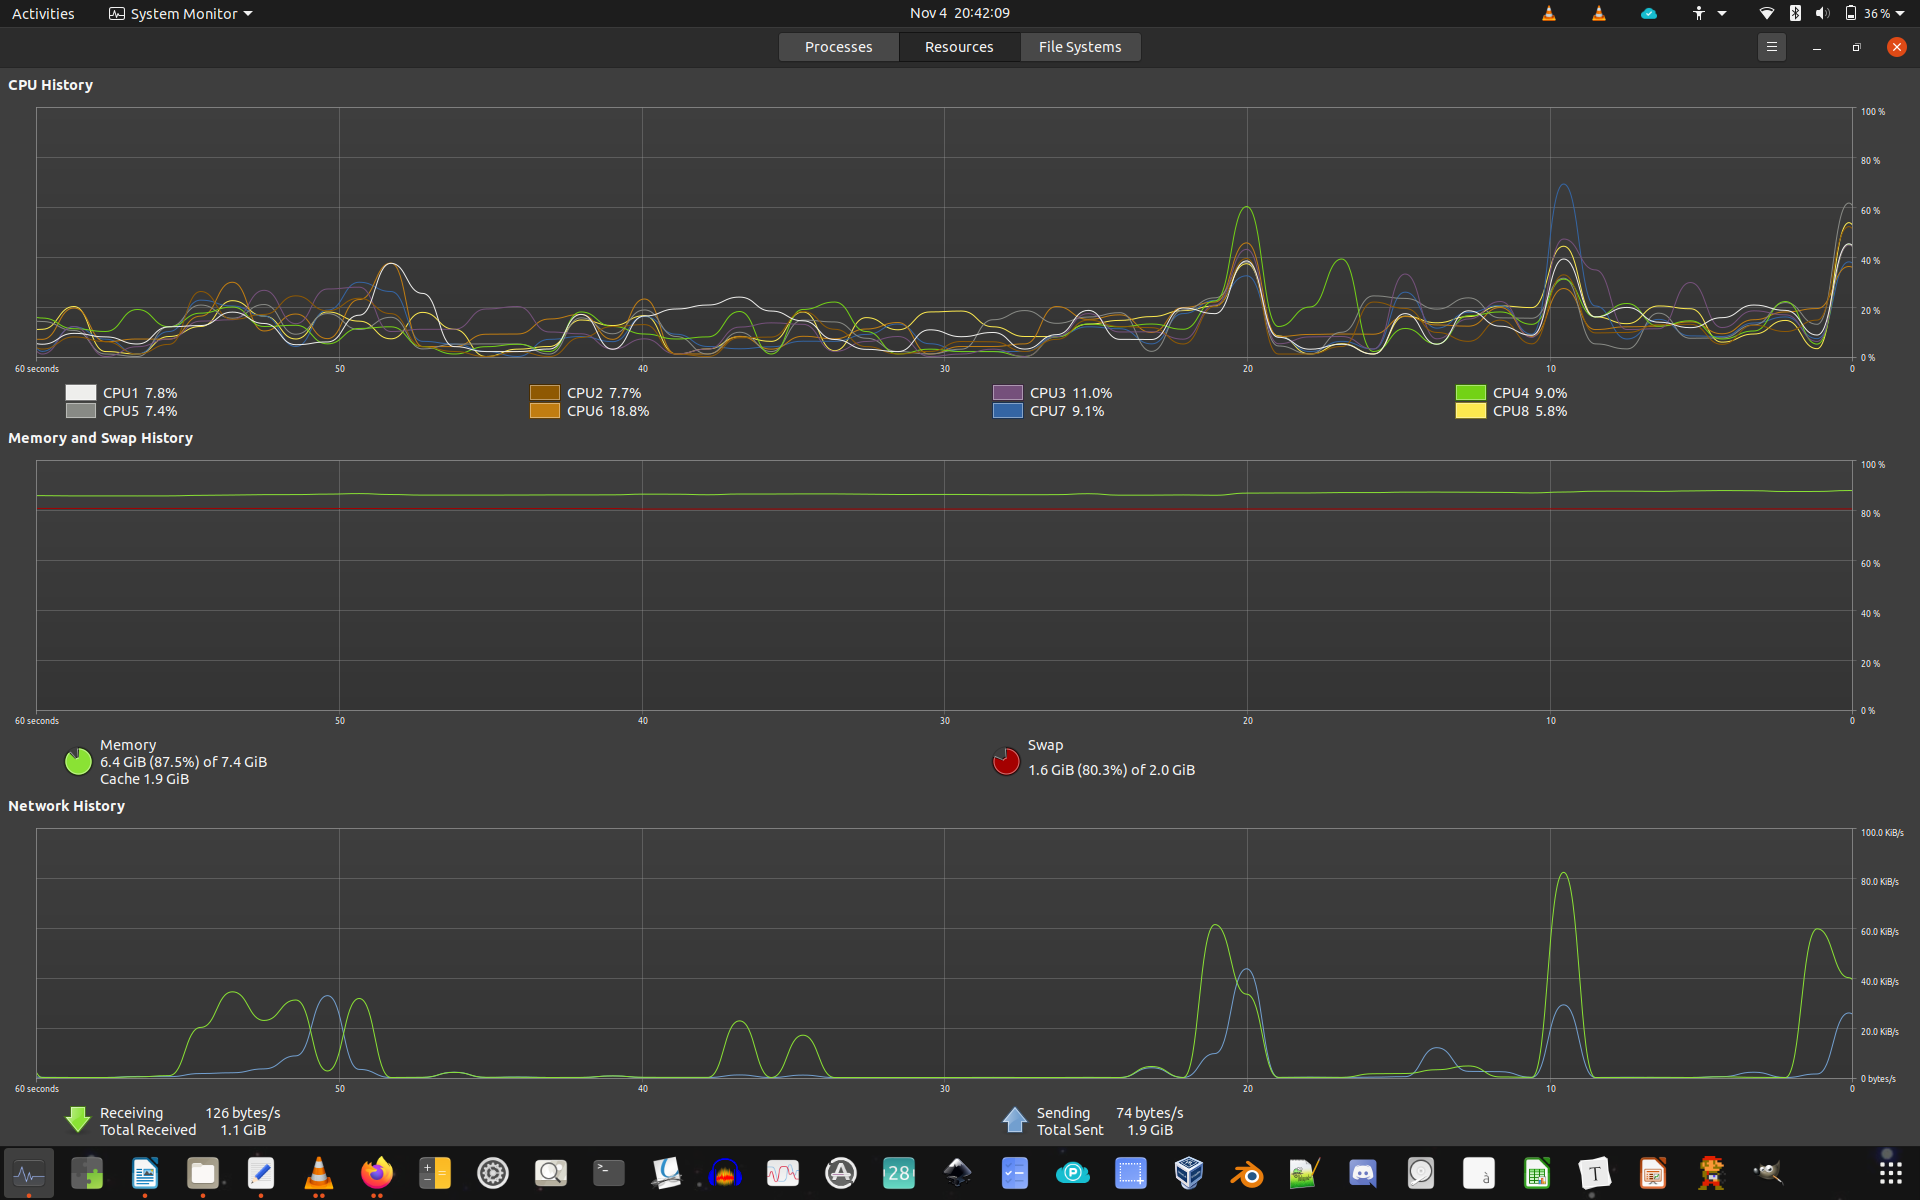 Activities System Monitor Nov 4 20:42:09 36 %
Processes Resources File Systems
CPU History
100 %
80 %
60 %
40 %
20 %
0 %
60 seconds 50 40 30 20 10 0
CPU1 7.8% CPU2 7.7% CPU3 11.0% CPU4 9.0%
CPU5 7.4% CPU6 18.8% CPU7 9.1% CPU8 5.8%
Memory and Swap History
100 %
80 %
60 %
40 %
20 %
0 %
60 seconds 50 40 30 20 10 0
Memory
6.4 GiB (87.5%) of 7.4 GiB
Cache 1.9 GiB
Swap
1.6 GiB (80.3%) of 2.0 GiB
Network History
100.0 KiB/s
80.0 KiB/s
60.0 KiB/s
40.0 KiB/s
20.0 KiB/s
0 bytes/s
60 seconds 50 40 30 20 10 0
Receiving 126 bytes/s
Total Received 1.1 GiB
Sending 74 bytes/s
Total Sent 1.9 GiB
28 à T